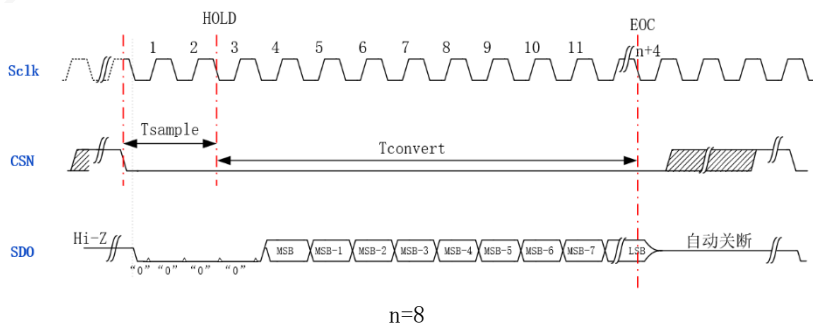 HOLD
EOC
1 2 3 4 5 6 7 8 9 10 11 n+4
Sclk
Tsample
Tconvert
CSN
Hi-Z
自动关断
SDO
MSB MSB-1 MSB-2 MSB-3 MSB-4 MSB-5 MSB-6 MSB-7 LSB
“0” “0” “0” “0”
n=8